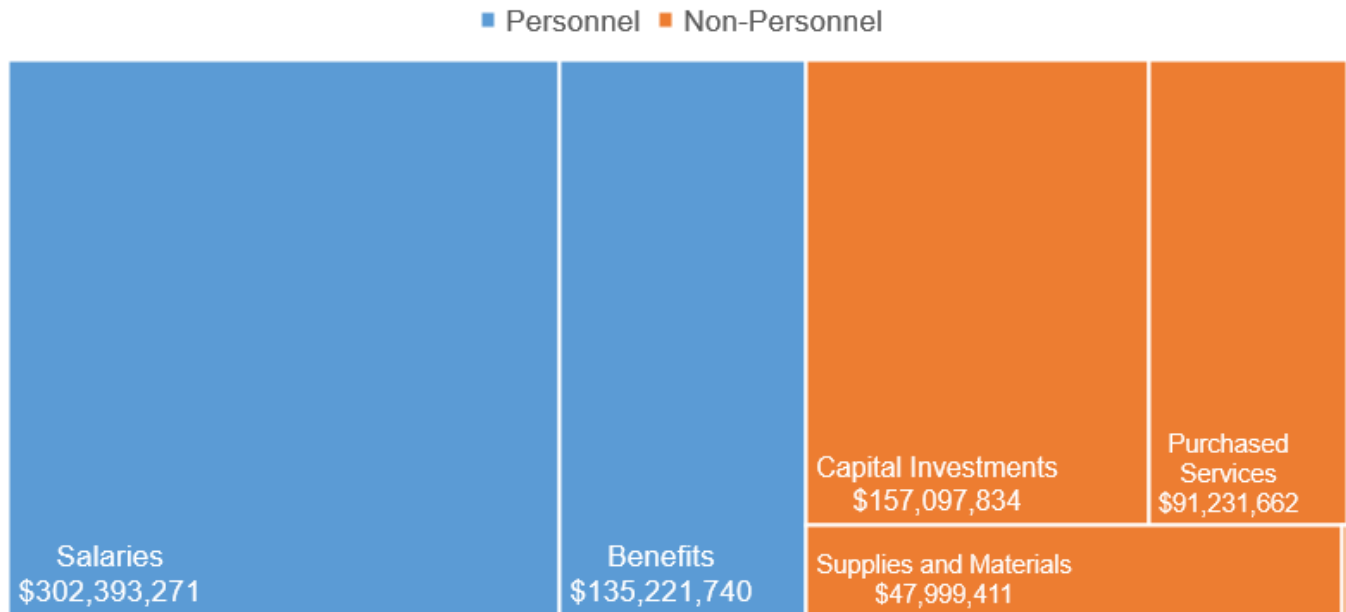 Personnel Non-Personnel
Salaries
$302,393,271
Benefits
$135,221,740
Capital Investments
$157,097,834
Purchased
Services
$91,231,662
Supplies and Materials
$47,999,411